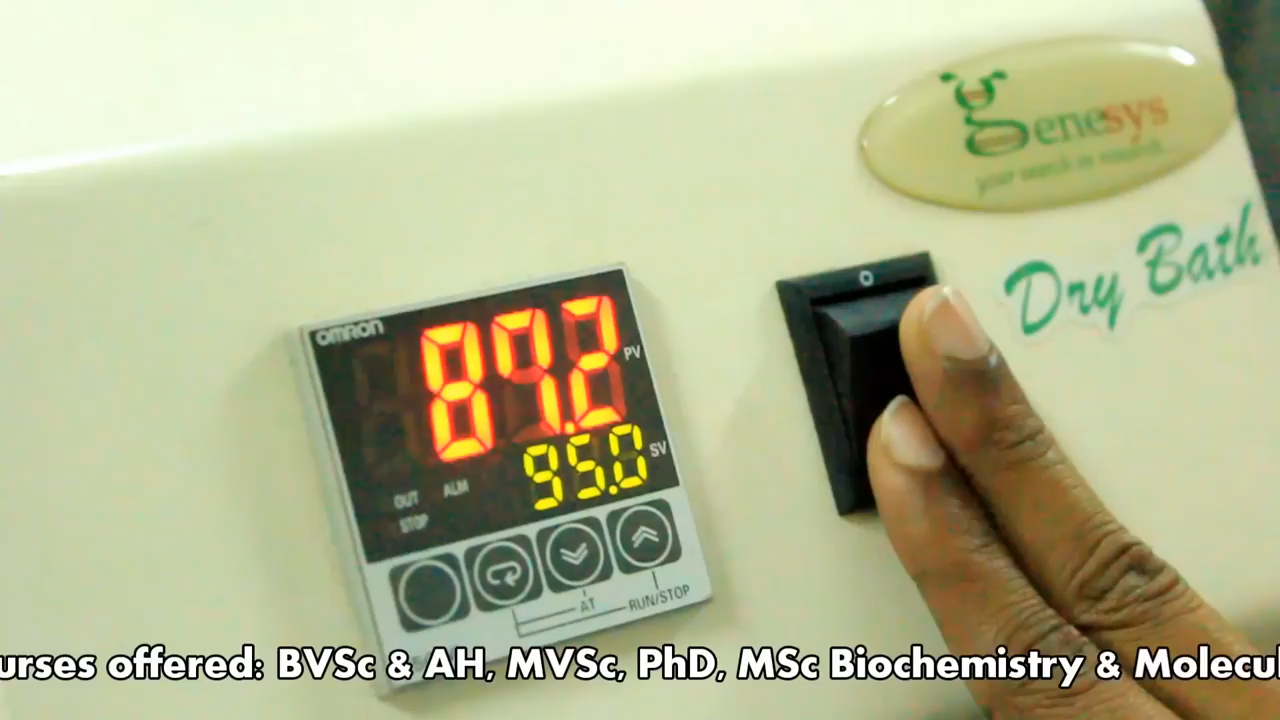 genesys
Dry Bath
O
OMRON
87.2
PV
95.0
SV
OUT
ALM
STOP
AT
RUN/STOP
urses offered: BVSc & AH, MVSc, PhD, MSc Biochemistry & Molecul